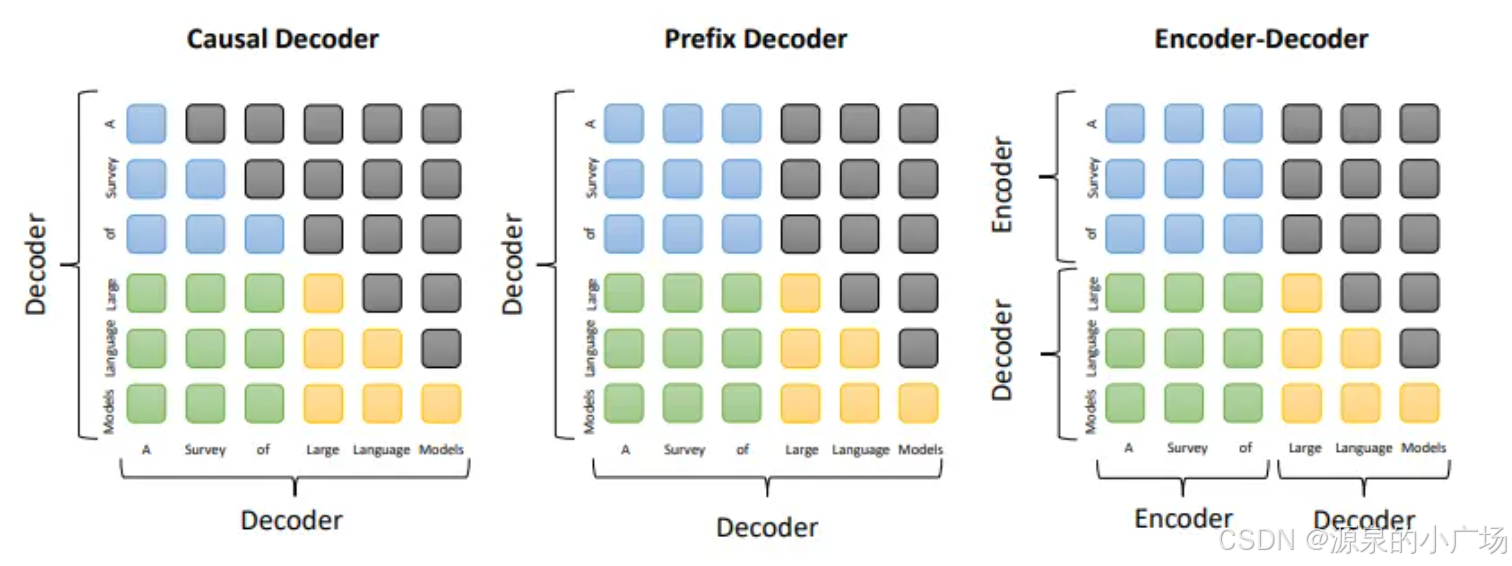 Causal Decoder
Prefix Decoder
Encoder-Decoder
Decoder
A
Survey
of
Large
Language
Models
A Survey of Large Language Models
Decoder
Decoder
A
Survey
of
Large
Language
Models
A Survey of Large Language Models
Decoder
Encoder
Decoder
A
Survey
of
Large
Language
Models
A Survey of Large Language Models
Encoder
Decoder
CSDN @源泉的小广场